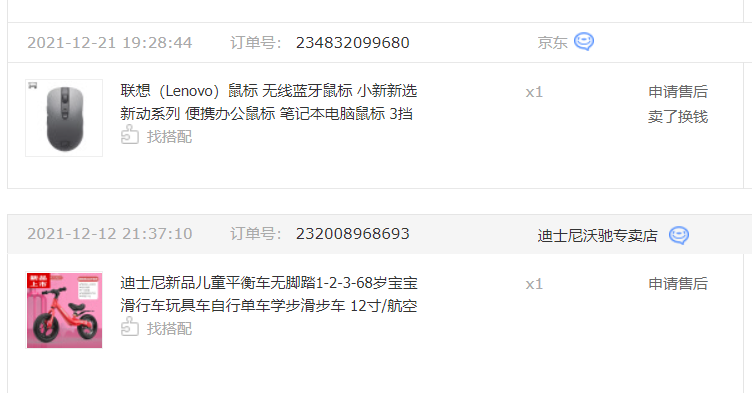 2021-12-21 19:28:44 订单号： 234832099680 京东
联想（Lenovo）鼠标 无线蓝牙鼠标 小新新选 x1 申请售后
新动系列 便携办公鼠标 笔记本电脑鼠标 3挡 卖了换钱
找搭配
2021-12-12 21:37:10 订单号： 232008968693 迪士尼沃驰专卖店
新品
上市
迪士尼新品儿童平衡车无脚踏1-2-3-68岁宝宝 x1 申请售后
滑行车玩具车自行单车学步滑步车 12寸/航空
找搭配